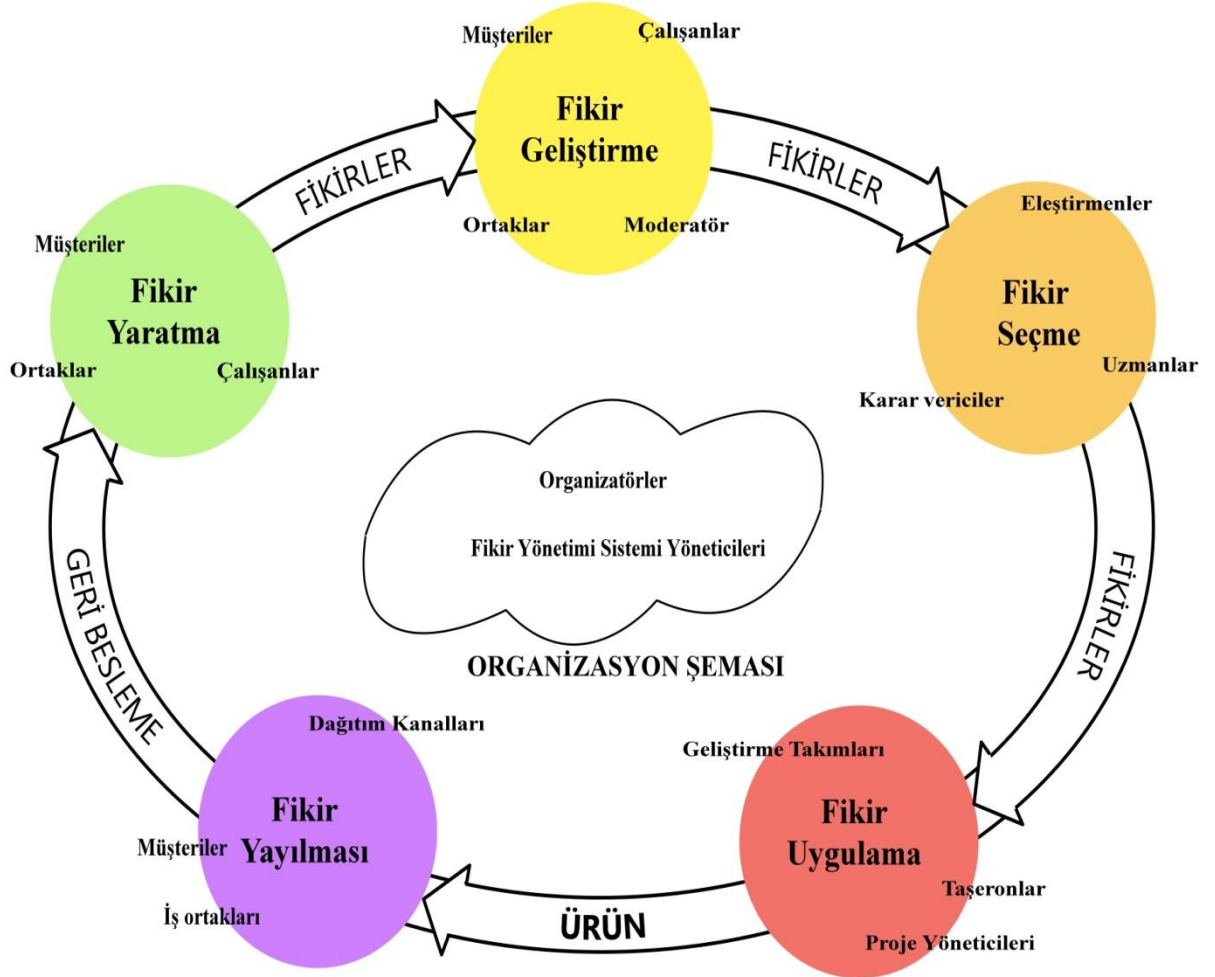 Müşteriler
Çalışanlar
Fikir
Geliştirme
Ortaklar
Moderatör
FİKİRLER
FİKİRLER
Eleştirmenler
Fikir
Seçme
Uzmanlar
Karar vericiler
Müşteriler
Fikir
Yaratma
Ortaklar
Çalışanlar
Organizatörler
Fikir Yönetimi Sistemi Yöneticileri
ORGANİZASYON ŞEMASI
FİKİRLER
GERİ BESLEME
Dağıtım Kanalları
Fikir
Yayılması
Müşteriler
İş ortakları
Geliştirme Takımları
Fikir
Uygulama
Taşeronlar
Proje Yöneticileri
ÜRÜN